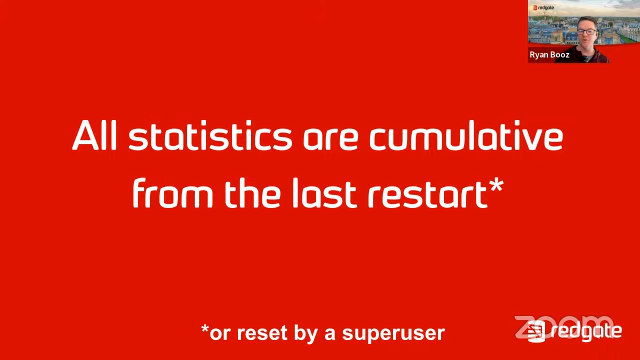 redgate
Ryan Booz
All statistics are cumulative
from the last restart*
*or reset by a superuser
zoom
redgate